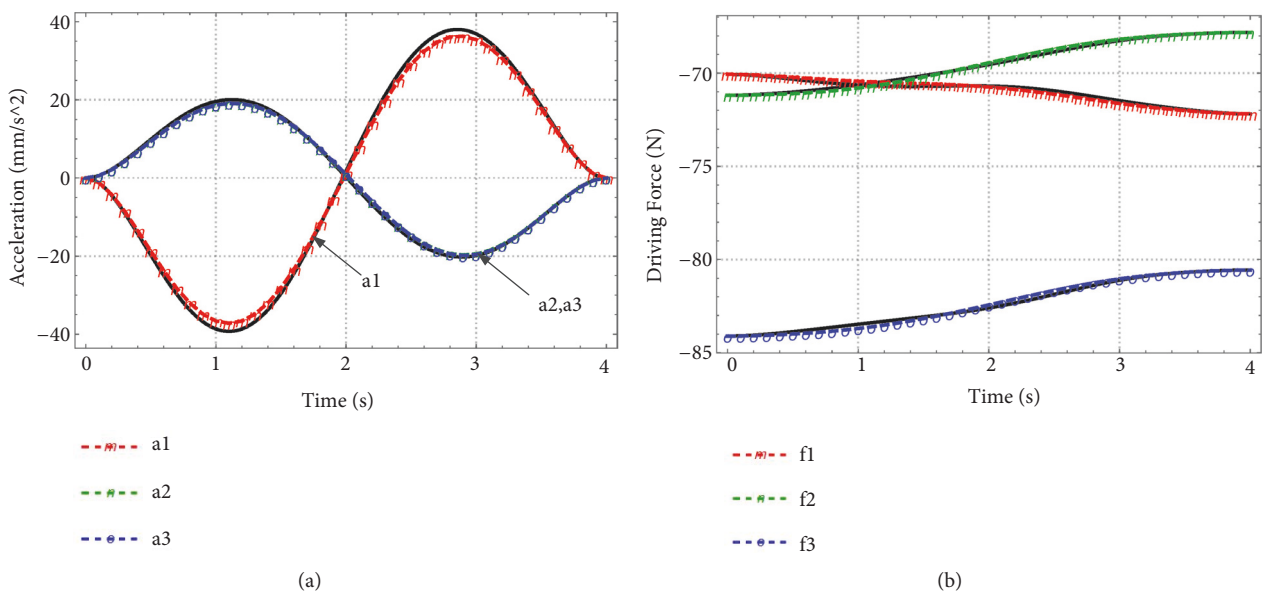 40
20
0
−20
−40
Acceleration (mm/s^2)
a1
a2,a3
0 1 2 3 4
Time (s)
m a1
n a2
o a3
(a)
−70
−75
−80
−85
Driving Force (N)
0 1 2 3 4
Time (s)
m f1
n f2
o f3
(b)